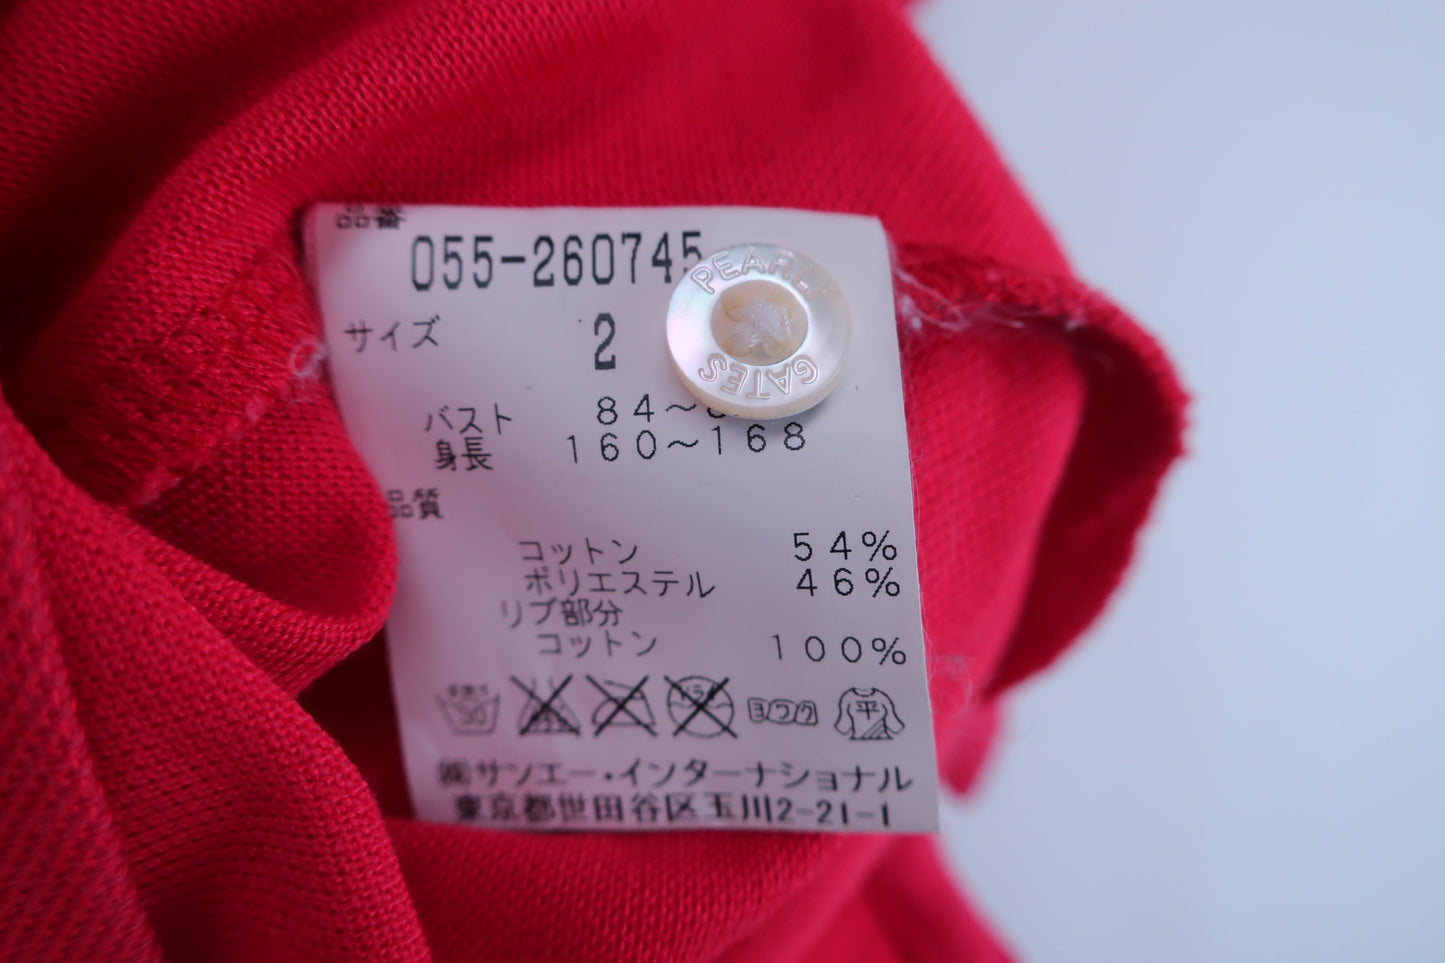 品番
055-260745
PEARLY
GATES
サイズ 2
バスト 84〜
身長 160〜168
品質
コットン 54%
ポリエステル 46%
リブ部分
コットン 100%
ヨワク 平
㈱サンエー・インターナショナル
東京都世田谷区玉川2-21-1